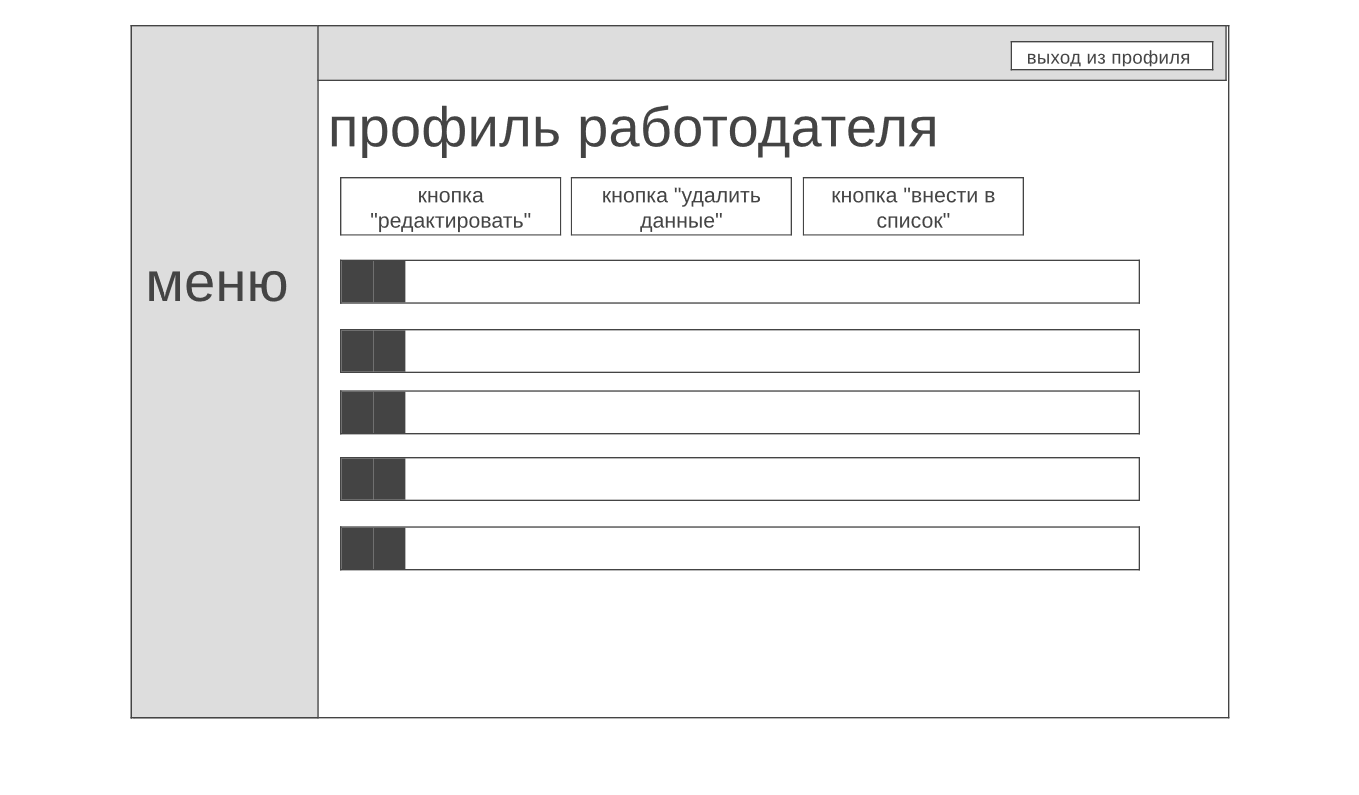 выход из профиля
профиль работодателя
кнопка
"редактировать"
кнопка "удалить
данные"
кнопка "внести в
список"
меню